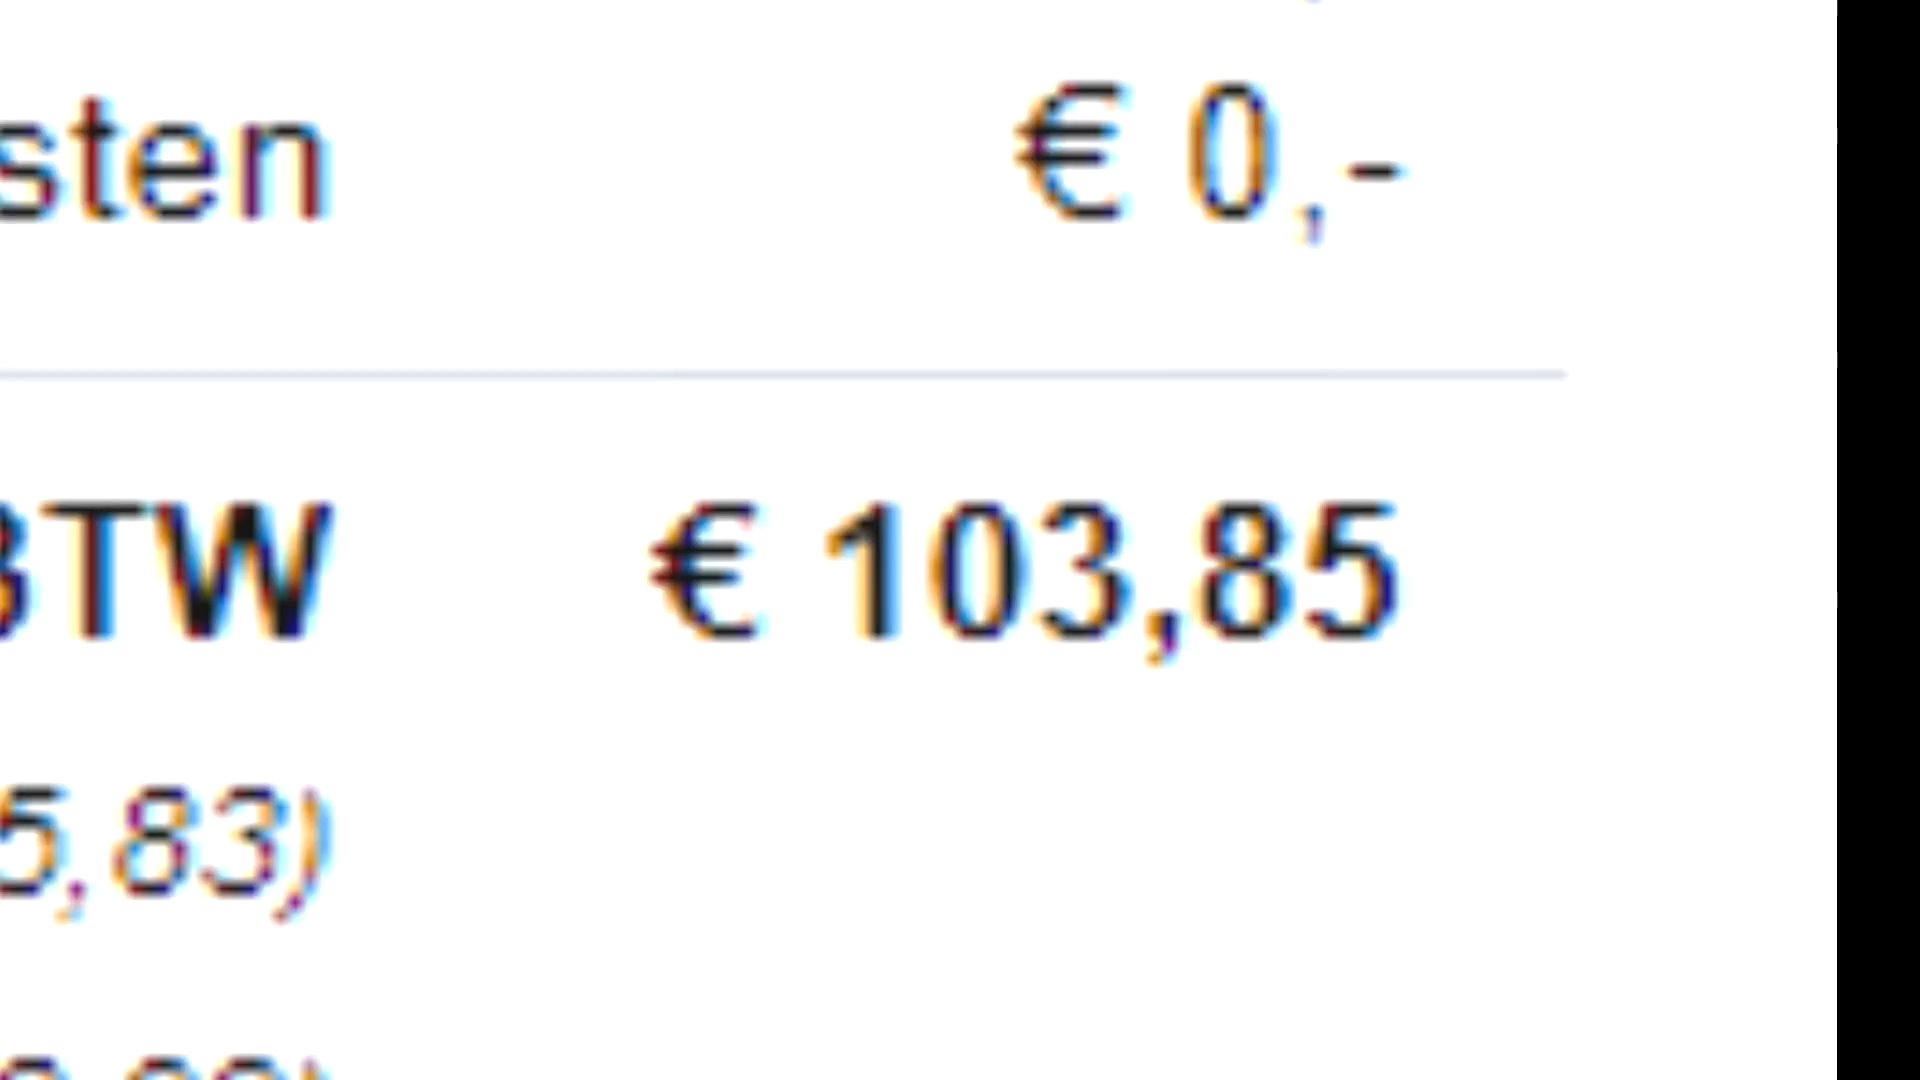 sten € 0,-
BTW € 103,85
5,83)